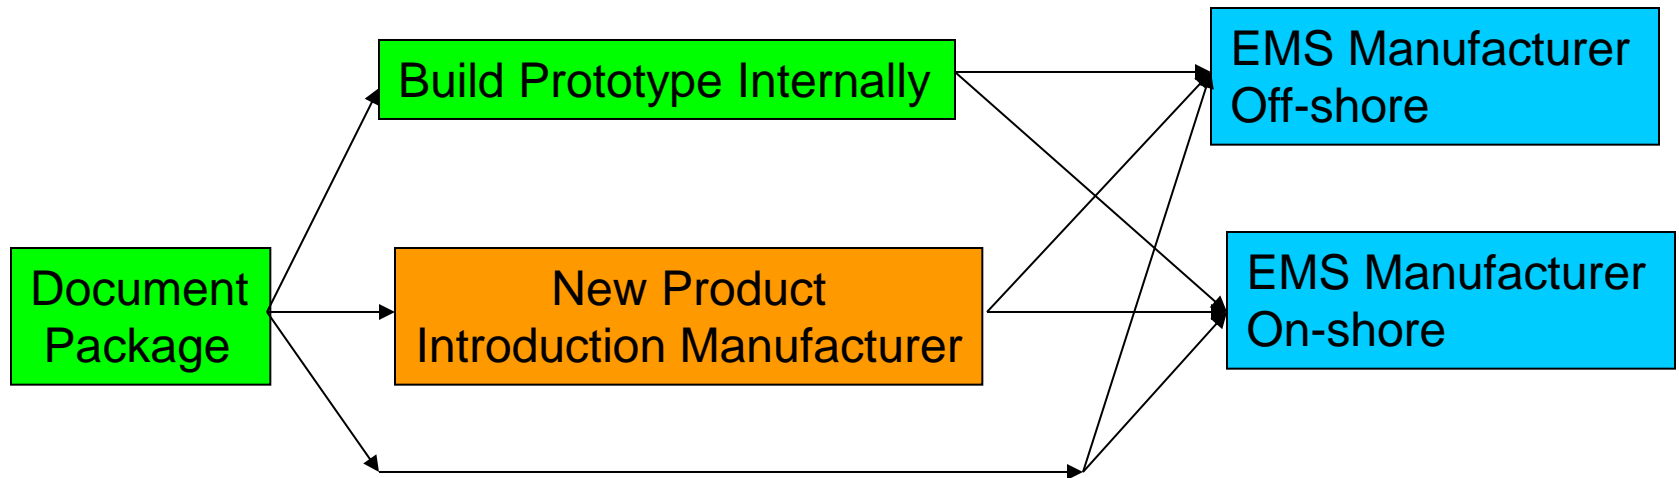 Build Prototype Internally
EMS Manufacturer
Off-shore
Document
Package
New Product
Introduction Manufacturer
EMS Manufacturer
On-shore